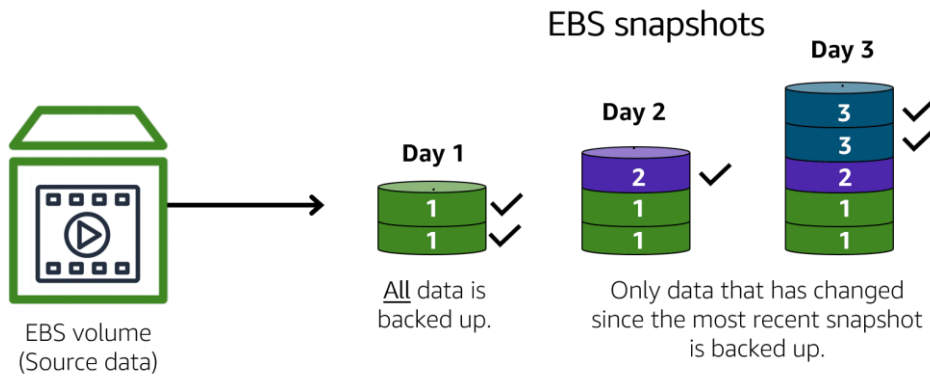 EBS snapshots
Day 1
Day 2
Day 3
1
1
2
1
1
3
3
2
1
1
EBS volume
(Source data)
All data is
backed up.
Only data that has changed
since the most recent snapshot
is backed up.